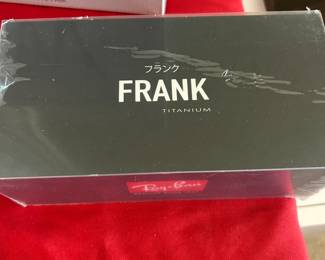 フランク
FRANK
TITANIUM
Ray-Ban